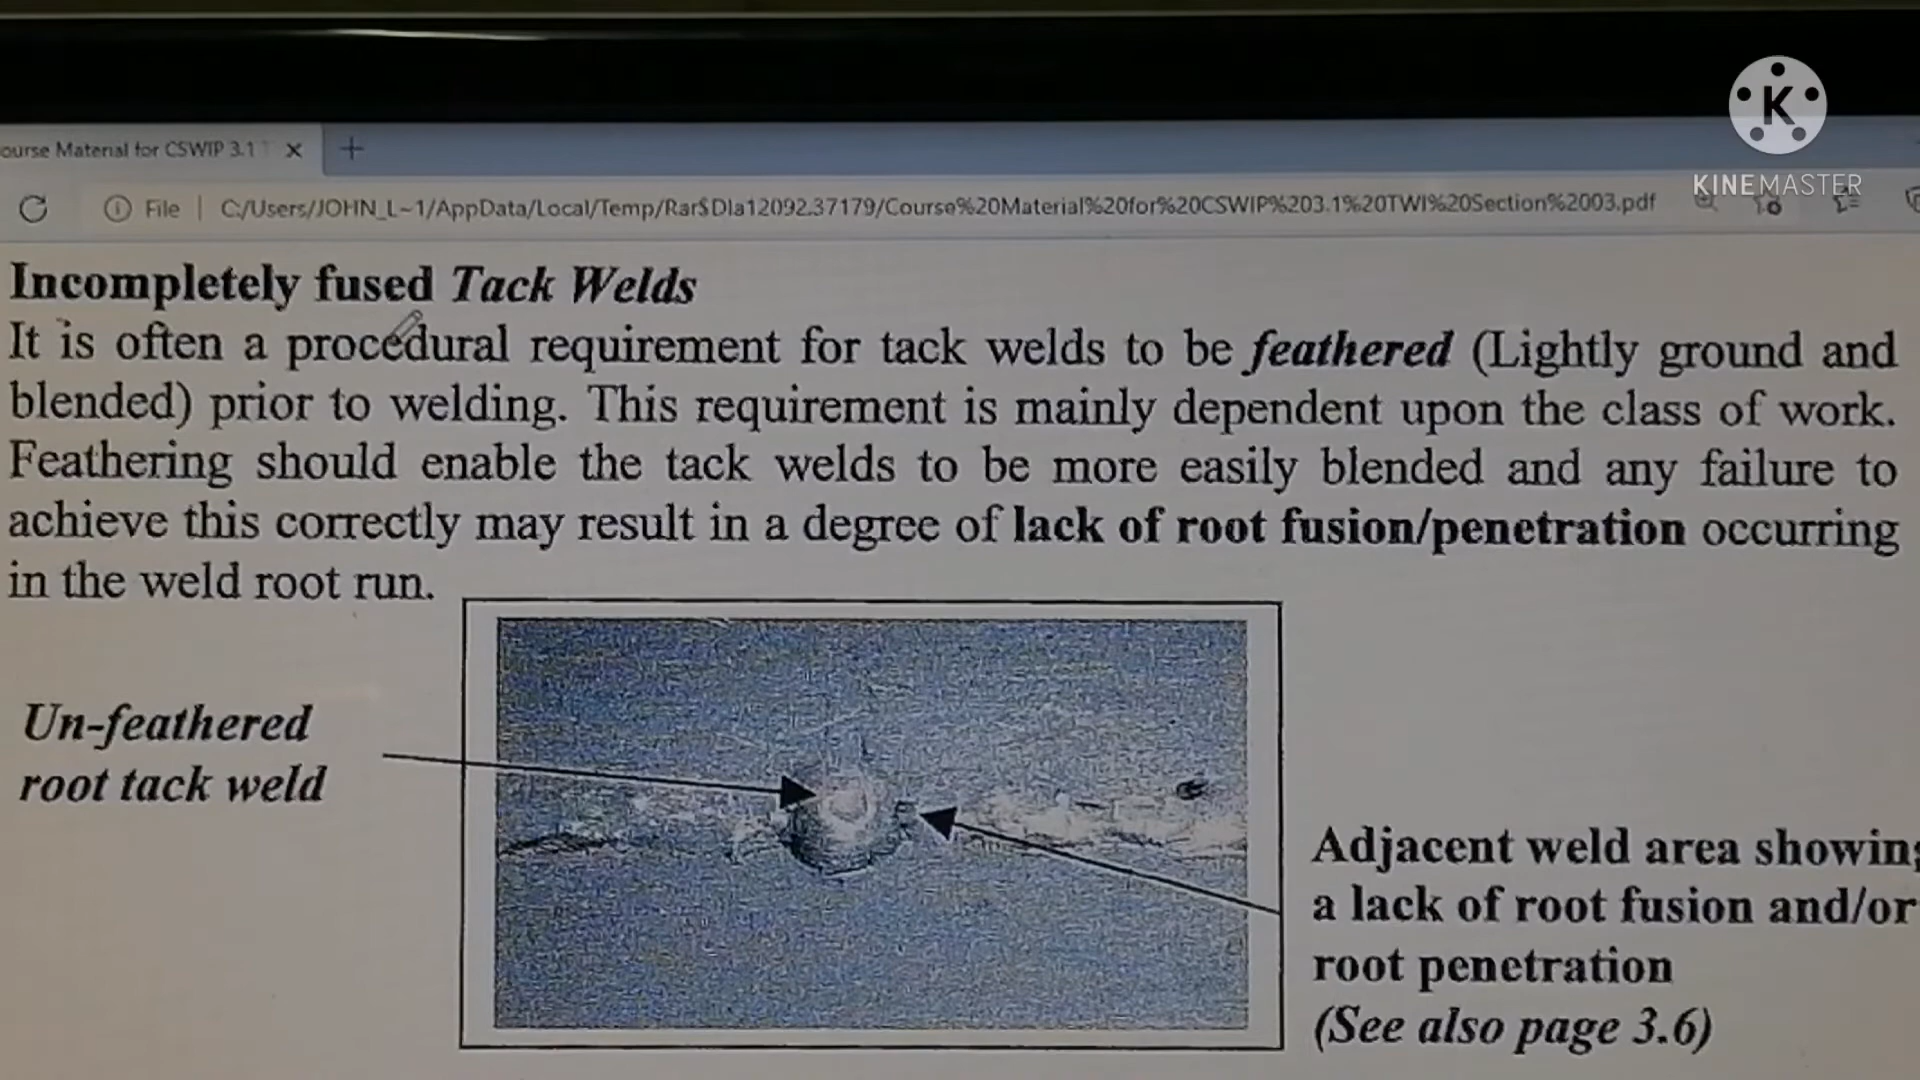 K
KINEMASTER
ourse Material for CSWIP 3.1
File
C:/Users/JOHN_L~1/AppData/Local/Temp/Rar$DIa12092.37179/Course%20Material%20for%20CSWIP%203.1%20TWI%20Section%2003.pdf
Incompletely fused Tack Welds
It is often a procedural requirement for tack welds to be feathered (Lightly ground and
blended) prior to welding. This requirement is mainly dependent upon the class of work.
Feathering should enable the tack welds to be more easily blended and any failure to
achieve this correctly may result in a degree of lack of root fusion/penetration occurring
in the weld root run.
Un-feathered
root tack weld
Adjacent weld area showing
a lack of root fusion and/or
root penetration
(See also page 3.6)